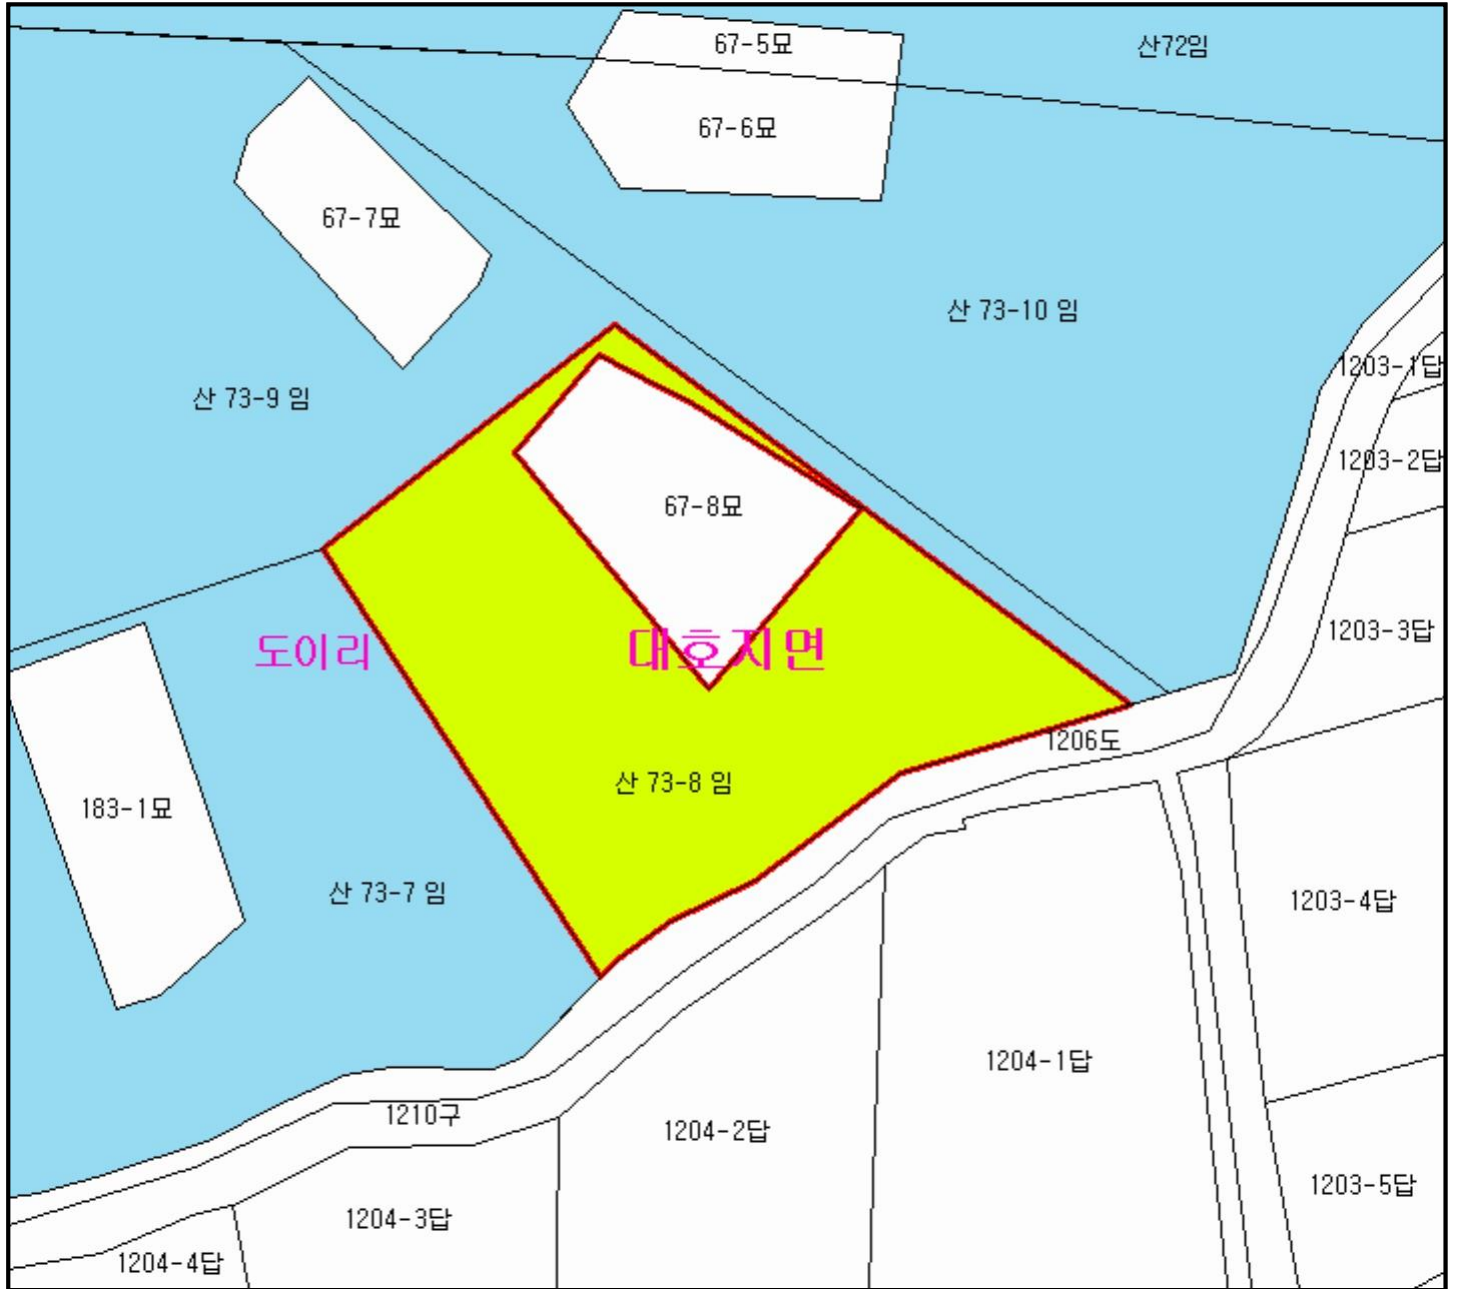 67-5묘
산72임
67-6묘
67-7묘
산 73-10 임
1203-1답
산 73-9 임
1203-2답
67-8묘
1203-3답
도이리
대호지면
1206도
산 73-8 임
183-1묘
산 73-7 임
1203-4답
1204-1답
1210구
1204-2답
1203-5답
1204-3답
1204-4답